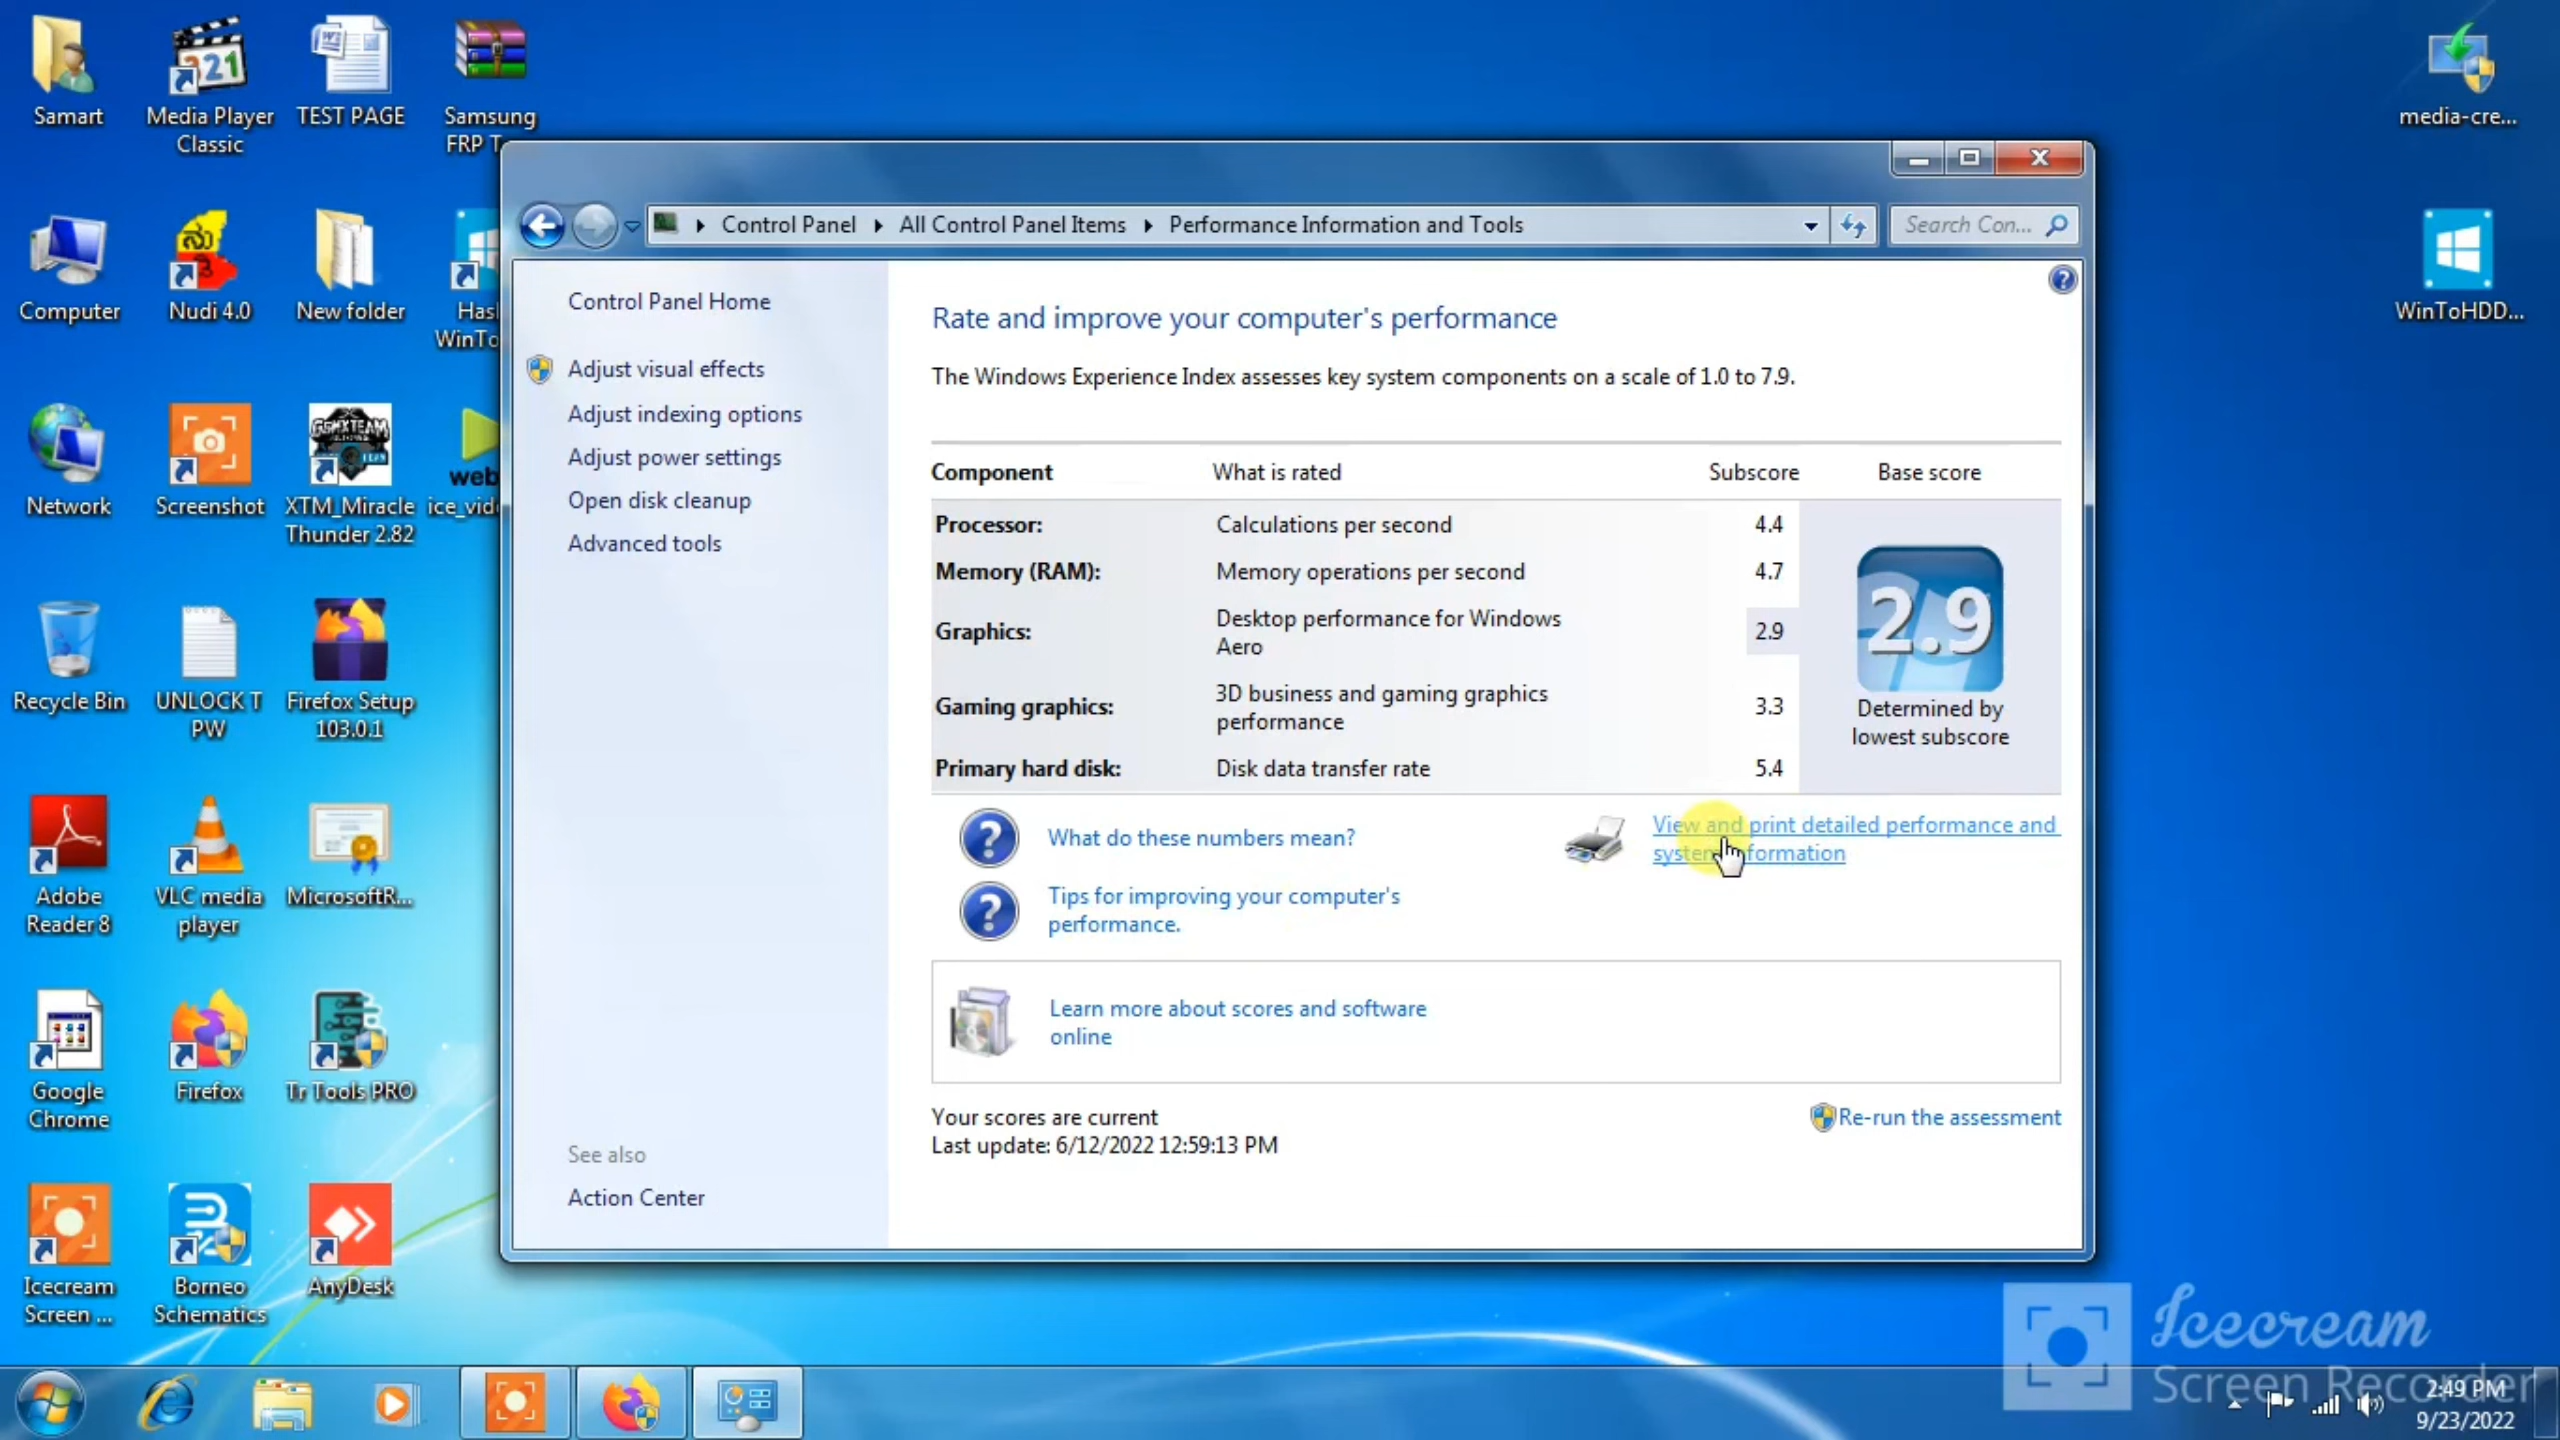 Samart
Media Player
Classic
TEST PAGE
Samsung
FRP T
media-cre...
Computer
Nudi 4.0
New folder
WinTo
WinToHDD...
Network
Screenshot
XTM_Miracle
Thunder 2.82
web
ice_vid
Recycle Bin
UNLOCK T
PW
Firefox Setup
103.0.1
Adobe
Reader 8
VLC media
player
MicrosoftR...
Google
Chrome
Firefox
Tr Tools PRO
Icecream
Screen ...
Borneo
Schematics
AnyDesk
321
ನು
ಡಿ
GSMXTEAM
Control Panel
All Control Panel Items
Performance Information and Tools
Search Con...
Control Panel Home
Adjust visual effects
Adjust indexing options
Adjust power settings
Open disk cleanup
Advanced tools
See also
Action Center
Rate and improve your computer's performance
The Windows Experience Index assesses key system components on a scale of 1.0 to 7.9.
Component What is rated Subscore Base score
Processor: Calculations per second 4.4
Memory (RAM): Memory operations per second 4.7
Graphics: Desktop performance for Windows
Aero 2.9
Gaming graphics: 3D business and gaming graphics
performance 3.3
Primary hard disk: Disk data transfer rate 5.4
2.9
Determined by
lowest subscore
What do these numbers mean?
View and print detailed performance and
system information
Tips for improving your computer's
performance.
Learn more about scores and software
online
Your scores are current
Last update: 6/12/2022 12:59:13 PM
Re-run the assessment
Icecream
Screen Recorder
2:49 PM
9/23/2022